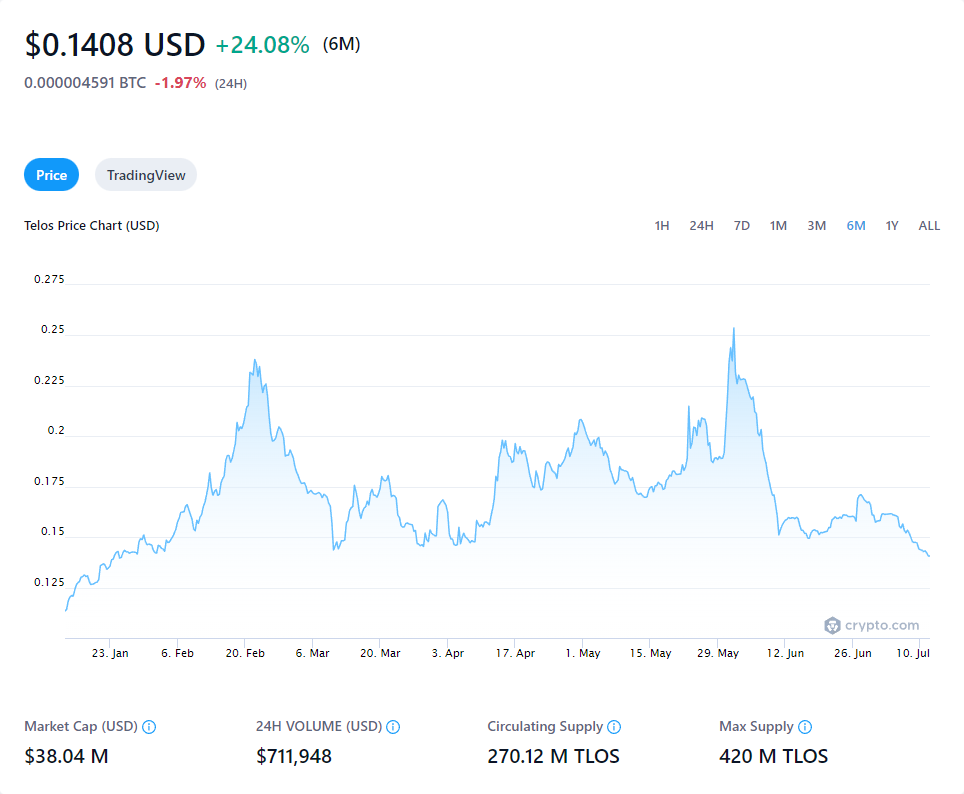 $0.1408 USD +24.08% (6M)
0.000004591 BTC -1.97% (24H)
Price TradingView
Telos Price Chart (USD) 1H 24H 7D 1M 3M 6M 1Y ALL
0.275
0.25
0.225
0.2
0.175
0.15
0.125
crypto.com
23. Jan 6. Feb 20. Feb 6. Mar 20. Mar 3. Apr 17. Apr 1. May 15. May 29. May 12. Jun 26. Jun 10. Jul
Market Cap (USD) 24H VOLUME (USD) Circulating Supply Max Supply
$38.04 M $711,948 270.12 M TLOS 420 M TLOS